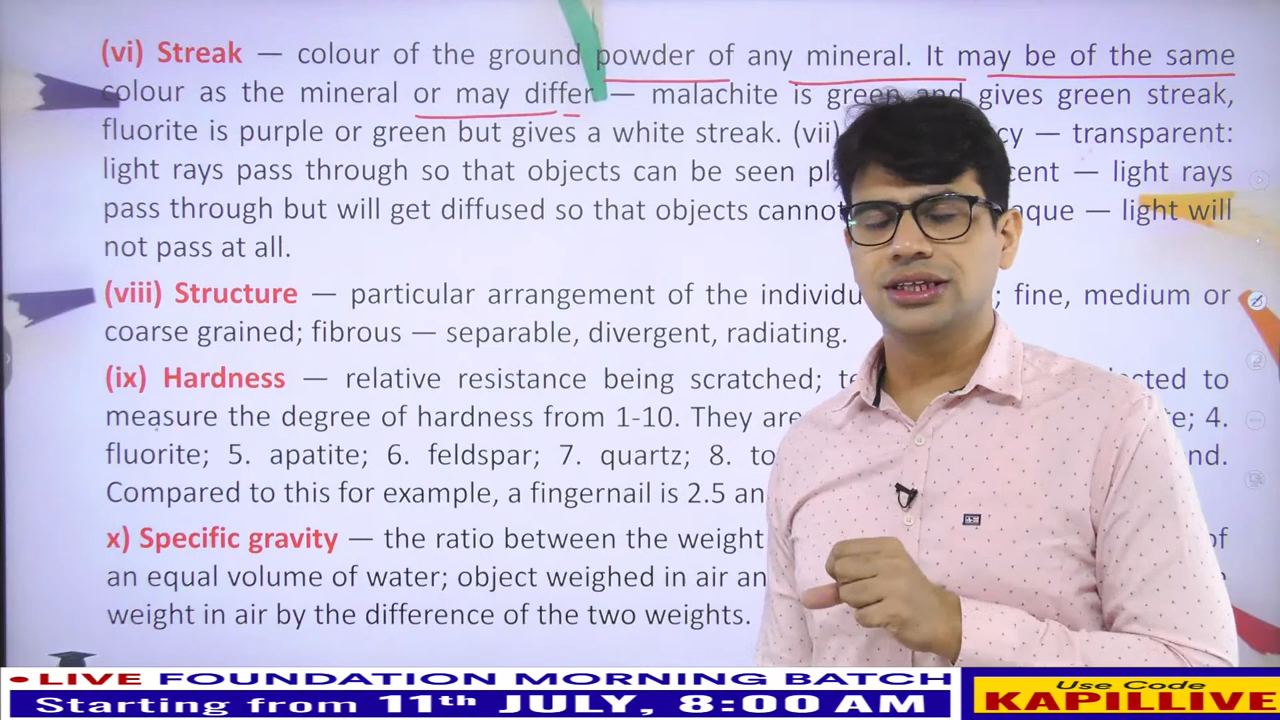 (vi) Streak — colour of the ground powder of any mineral. It may be of the same
colour as the mineral or may differ — malachite is green and gives green streak,
fluorite is purple or green but gives a white streak. (vii) cy — transparent:
light rays pass through so that objects can be seen cent — light rays
pass through but will get diffused so that objects cannot que — light will
not pass at all.
(viii) Structure — particular arrangement of the ; fine, medium or
coarse grained; fibrous — separable, divergent, radiating.
(ix) Hardness — relative resistance being scratched; to
measure the degree of hardness from 1-10. They are 4.
fluorite; 5. apatite; 6. feldspar; 7. quartz; 8.
Compared to this for example, a fingernail is 2.5
x) Specific gravity — the ratio between the weight of
an equal volume of water; object weighed in air
weight in air by the difference of the two weights.
• LIVE FOUNDATION MORNING BATCH
Starting from 11th JULY, 8:00 AM
Use Code
KAPILLIVE